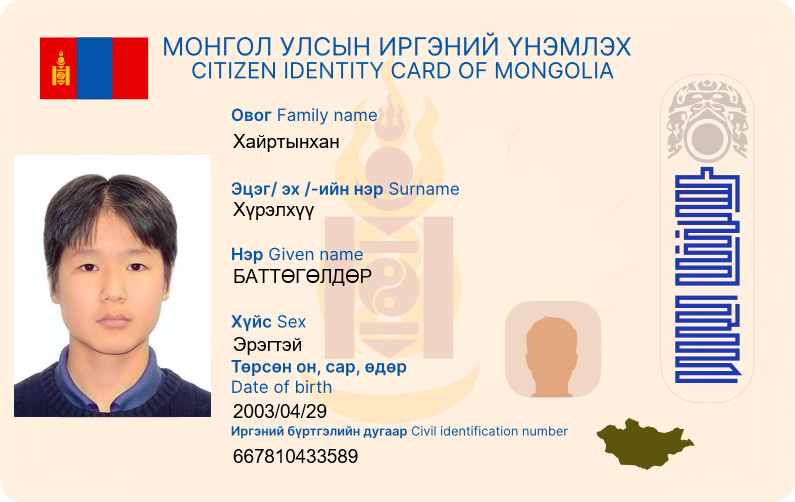 МОНГОЛ УЛСЫН ИРГЭНИЙ ҮНЭМЛЭХ
CITIZEN IDENTITY CARD OF MONGOLIA
Овог Family name
Хайртынхан
Эцэг/ эх /-ийн нэр Surname
Хүрэлхүү
Нэр Given name
БАТТӨГӨЛДӨР
Хүйс Sex
Эрэгтэй
Төрсөн он, сар, өдөр
Date of birth
2003/04/29
Иргэний бүртгэлийн дугаар Civil identification number
667810433589